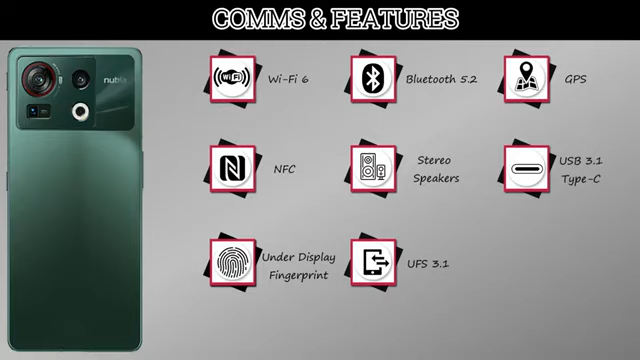 COMMS & FEATURES
nubia
WiFi
Wi-Fi 6
Bluetooth 5.2
GPS
NFC
Stereo
Speakers
USB 3.1
Type-C
Under Display
Fingerprint
UFS 3.1